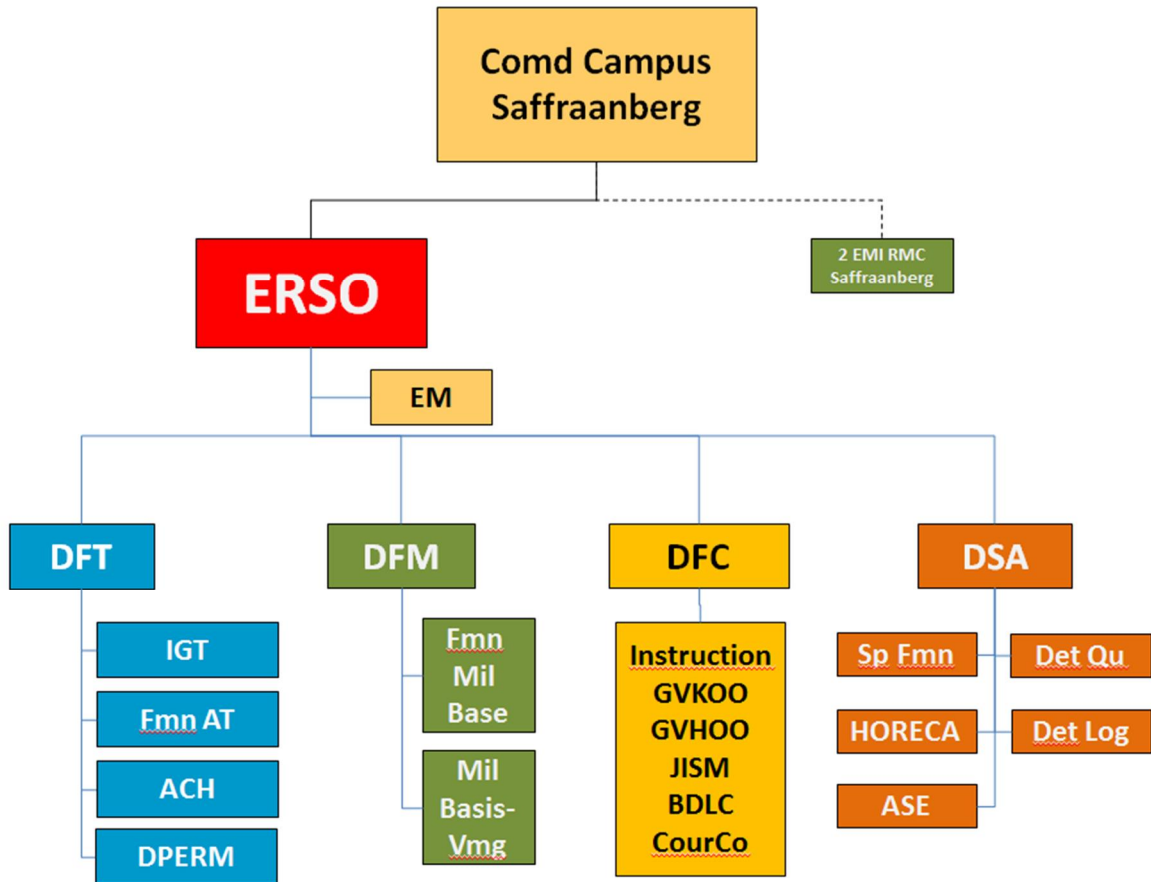 Comd Campus
Saffraanberg
ERSO
2 EMI RMC
Saffraanberg
EM
DFT
DFM
DFC
DSA
IGT
Fmn AT
ACH
DPERM
Fmn
Mil
Base
Mil
Basis-
Vmg
Instruction
GVKOO
GVHOO
JISM
BDLC
CourCo
Sp Fmn
Det Qu
HORECA
Det Log
ASE